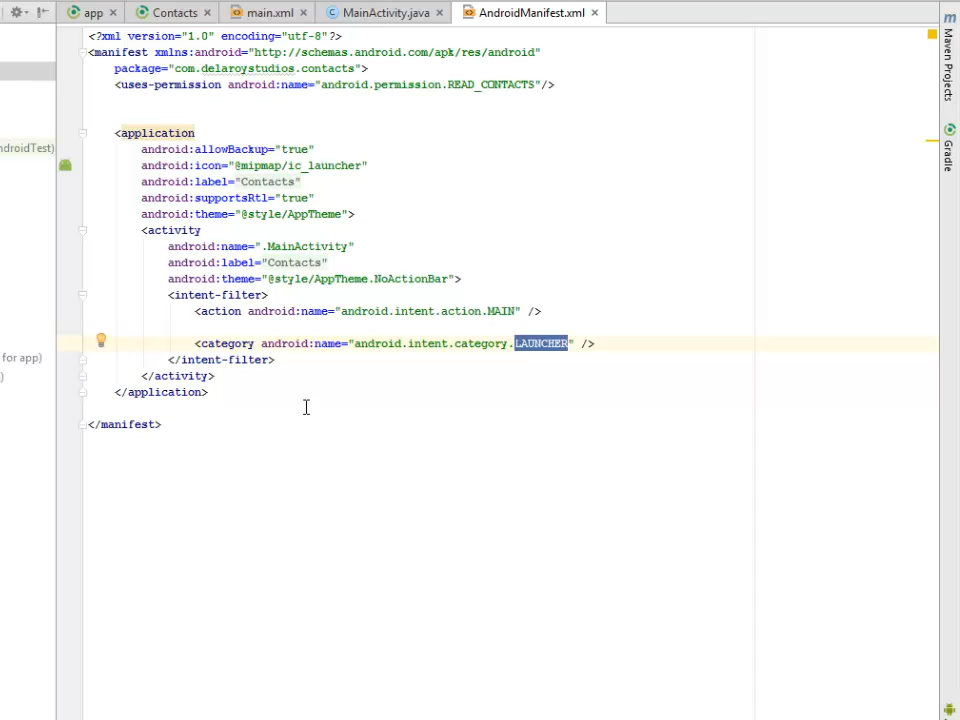 app Contacts main.xml MainActivity.java AndroidManifest.xml
<?xml version="1.0" encoding="utf-8"?>
<manifest xmlns:android="http://schemas.android.com/apk/res/android"
package="com.delaroystudios.contacts">
<uses-permission android:name="android.permission.READ_CONTACTS"/>
<application
android:allowBackup="true"
android:icon="@mipmap/ic_launcher"
android:label="Contacts"
android:supportsRtl="true"
android:theme="@style/AppTheme">
<activity
android:name=".MainActivity"
android:label="Contacts"
android:theme="@style/AppTheme.NoActionBar">
<intent-filter>
<action android:name="android.intent.action.MAIN" />
<category android:name="android.intent.category.LAUNCHER" />
</intent-filter>
</activity>
</application>
</manifest>
ndroidTest)
for app)
)
Maven Projects
Gradle